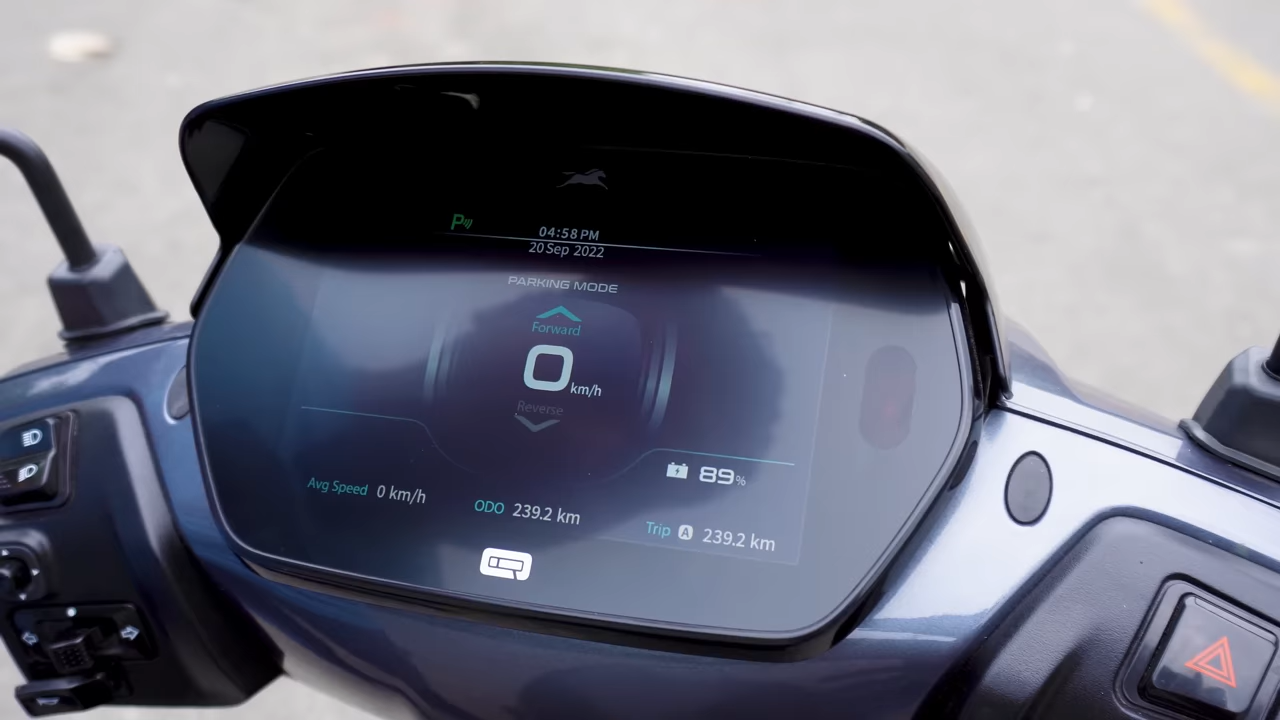 P
04:58 PM
20 Sep 2022
PARKING MODE
Forward
0 km/h
Reverse
89%
Avg Speed 0 km/h
ODO 239.2 km
Trip A 239.2 km